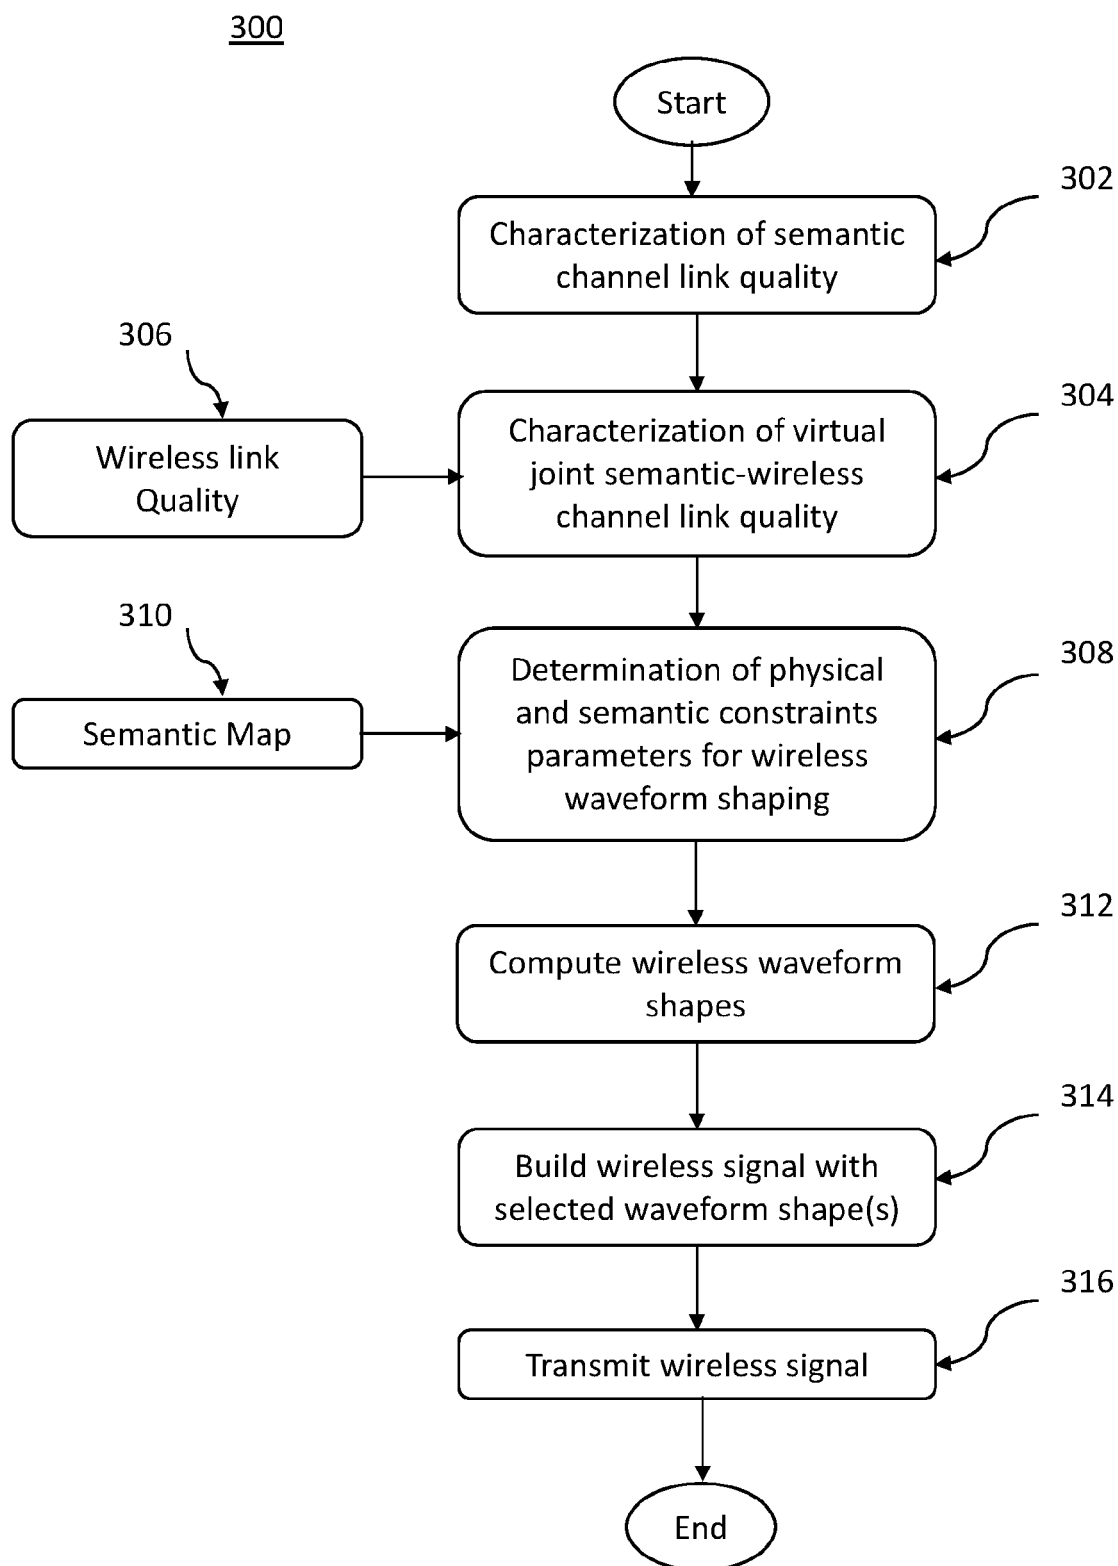 300
Start
302
Characterization of semantic
channel link quality
306
304
Wireless link
Quality
Characterization of virtual
joint semantic-wireless
channel link quality
310
308
Semantic Map
Determination of physical
and semantic constraints
parameters for wireless
waveform shaping
312
Compute wireless waveform
shapes
314
Build wireless signal with
selected waveform shape(s)
316
Transmit wireless signal
End